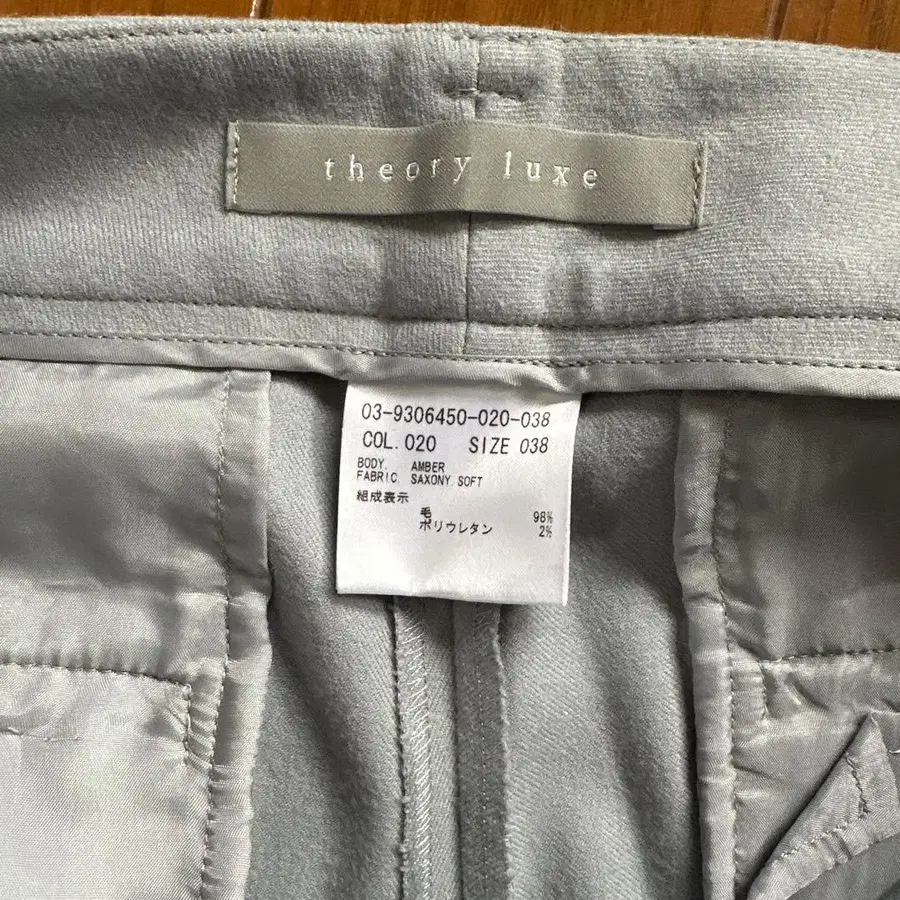 theory luxe
03-9306450-020-038
COL. 020 SIZE 038
BODY. AMBER
FABRIC. SAXONY SOFT
組成表示
毛 98%
ポリウレタン 2%